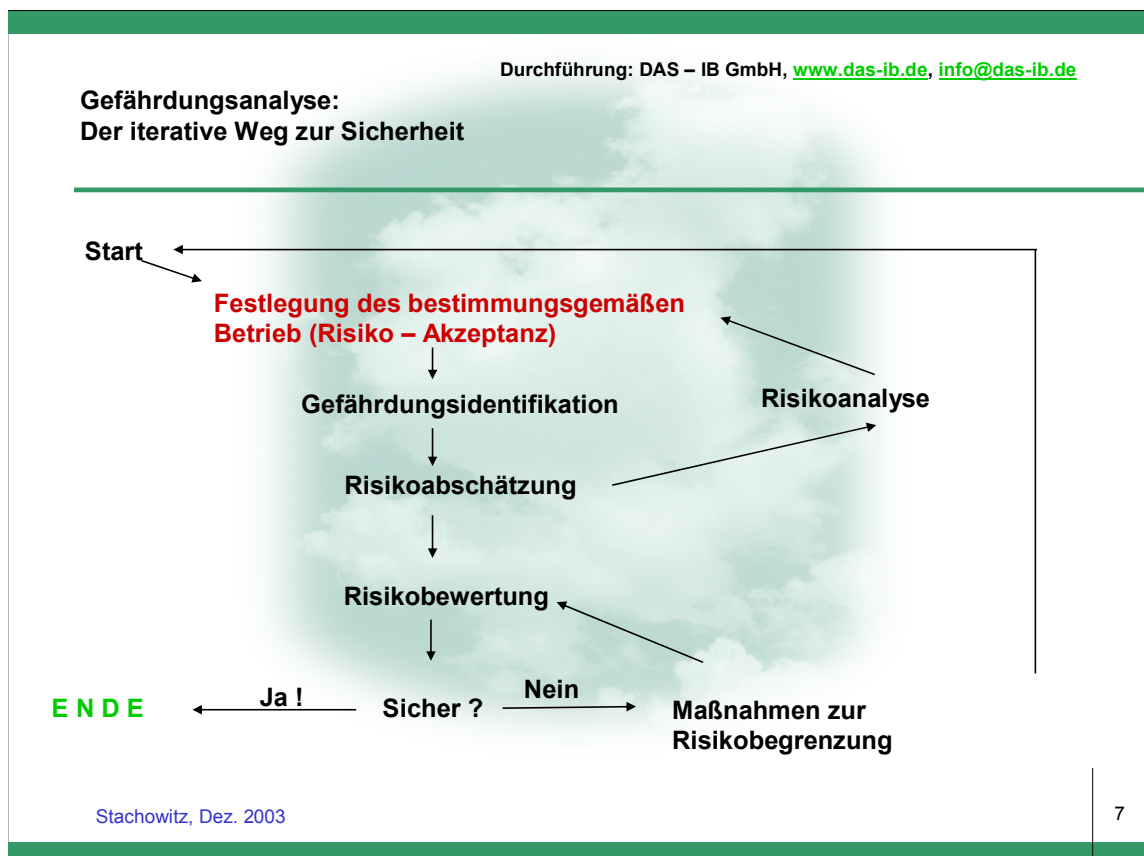 Durchführung: DAS – IB GmbH, www.das-ib.de, info@das-ib.de
Gefährdungsanalyse:
Der iterative Weg zur Sicherheit
Start
Festlegung des bestimmungsgemäßen
Betrieb (Risiko – Akzeptanz)
Gefährdungsidentifikation
Risikoanalyse
Risikoabschätzung
Risikobewertung
E N D E
Ja !
Sicher ?
Nein
Maßnahmen zur
Risikobegrenzung
Stachowitz, Dez. 2003
7